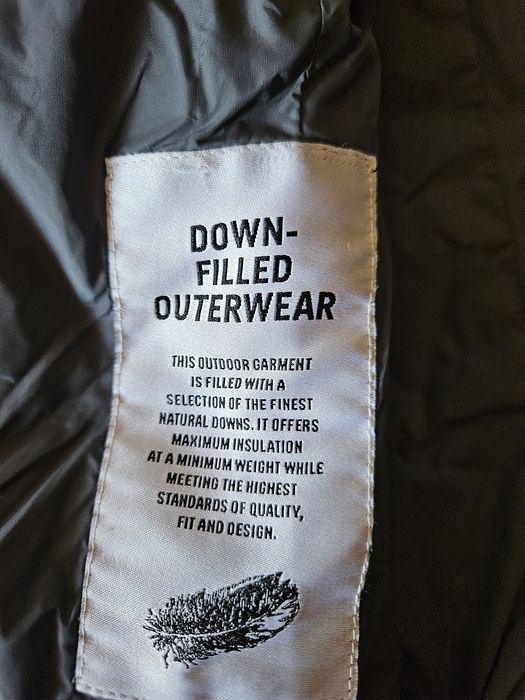 DOWN-
FILLED
OUTERWEAR
THIS OUTDOOR GARMENT
IS FILLED WITH A
SELECTION OF THE FINEST
NATURAL DOWNS. IT OFFERS
MAXIMUM INSULATION
AT A MINIMUM WEIGHT WHILE
MEETING THE HIGHEST
STANDARDS OF QUALITY,
FIT AND DESIGN.